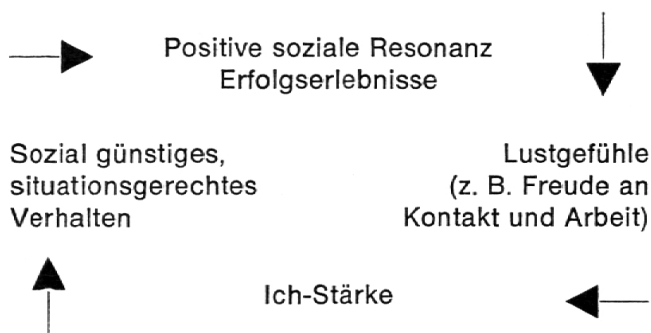 Positive soziale Resonanz
Erfolgserlebnisse
Sozial günstiges,
situationsgerechtes
Verhalten
Lustgefühle
(z. B. Freude an
Kontakt und Arbeit)
Ich-Stärke